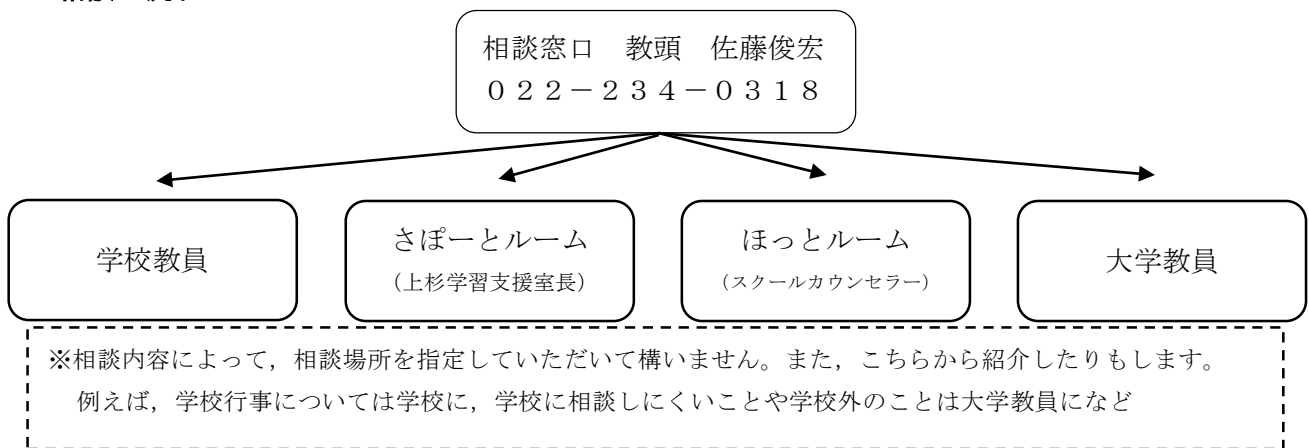 相談窓口　教頭　佐藤俊宏
０２２－２３４－０３１８
学校教員
さぽーとルーム
（上杉学習支援室長）
ほっとルーム
（スクールカウンセラー）
大学教員
※相談内容によって，相談場所を指定していただいて構いません。また，こちらから紹介したりもします。
例えば，学校行事については学校に，学校に相談しにくいことや学校外のことは大学教員になど